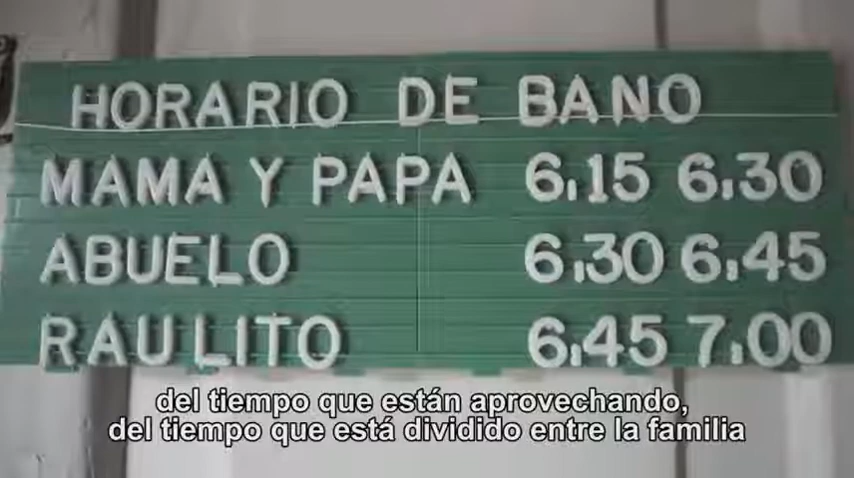 HORARIO DE BANO
MAMA Y PAPA 6.15 6.30
ABUELO 6.30 6.45
RAULITO 6.45 7.00
del tiempo que están aprovechando,
del tiempo que está dividido entre la familia